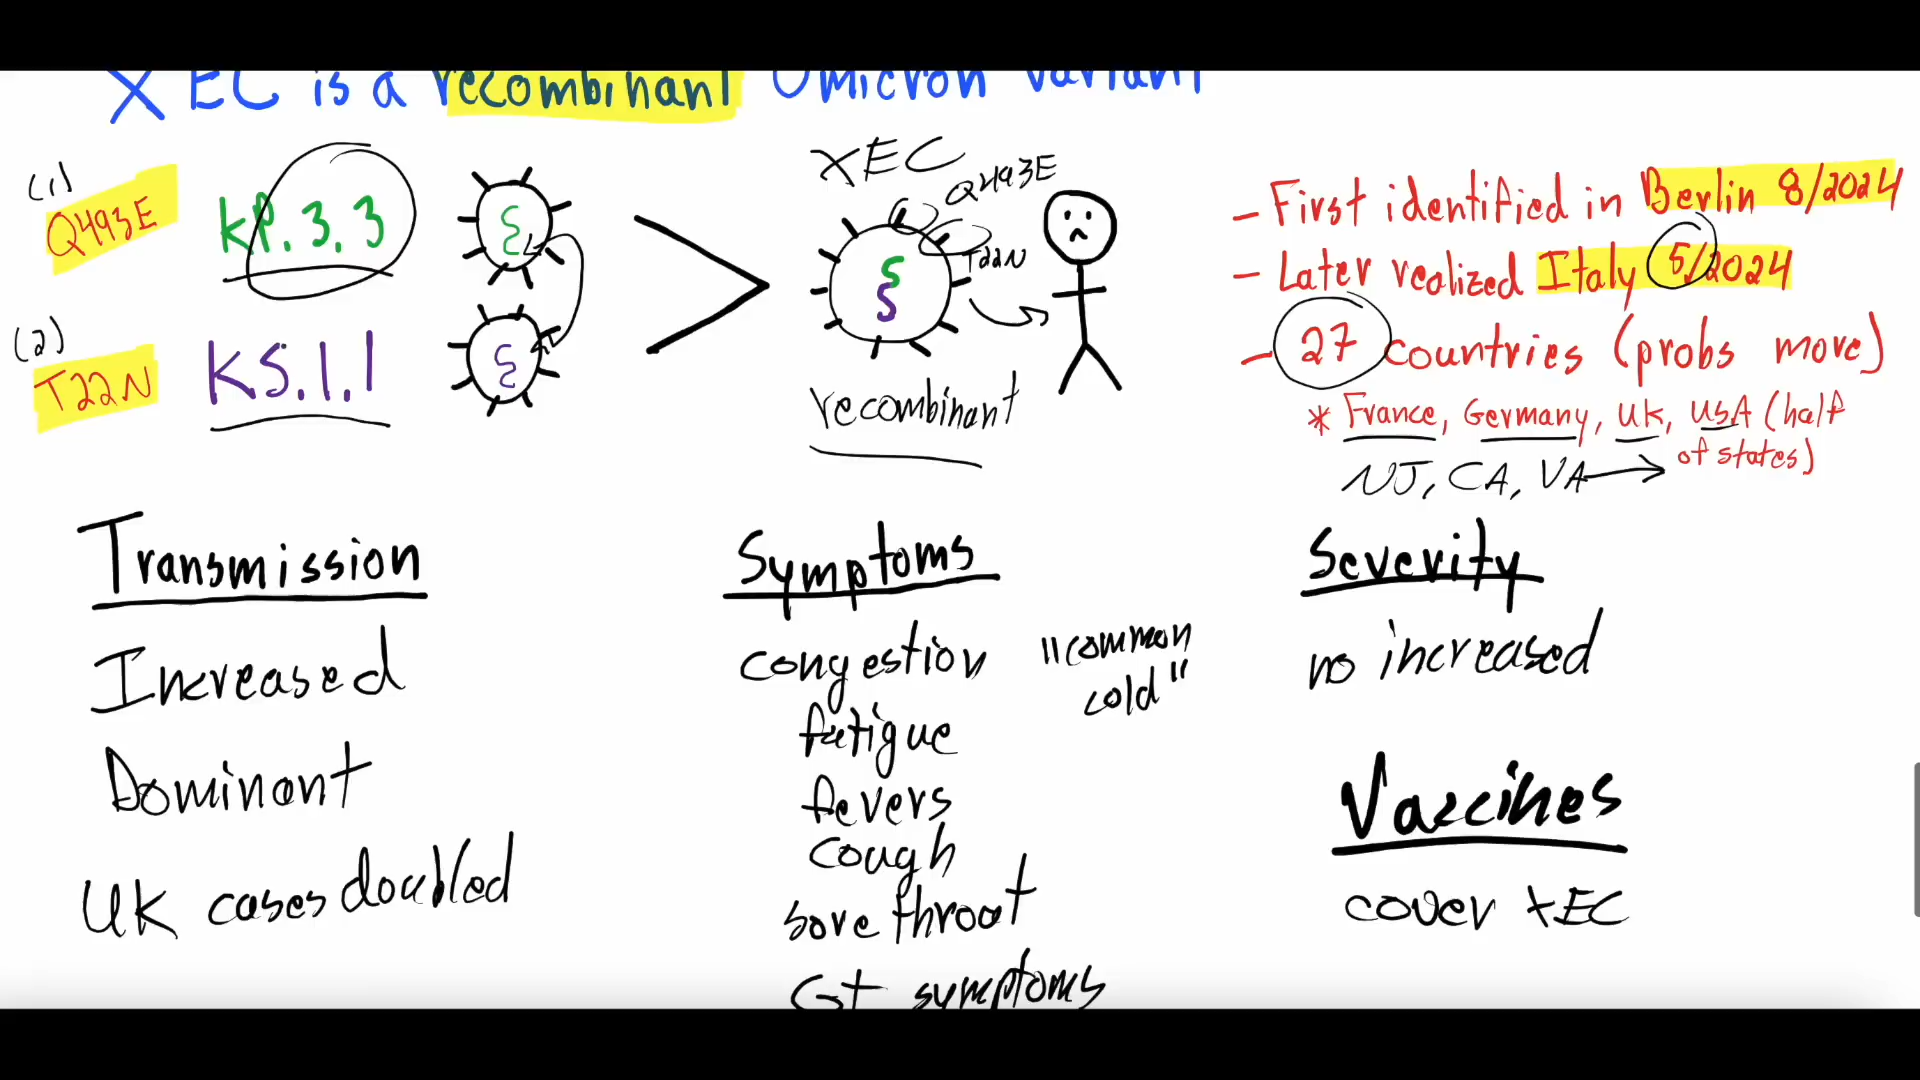 XEC is a recombinant Omicron variant
(1)
Q493E
KP.3.3
(2)
T22N
KS.1.1
XEC
Q493E
T22N
recombinant
- First identified in Berlin 8/2024
- Later realized Italy 5/2024
- 27 countries (probs move)
* France, Germany, UK, USA (half
of states)
NJ, CA, VA
Transmission
Increased
Dominant
UK cases doubled
Symptoms
congestion
"common
cold"
fatigue
fevers
cough
sore throat
GI symptoms
Severity
no increased
Vaccines
cover XEC